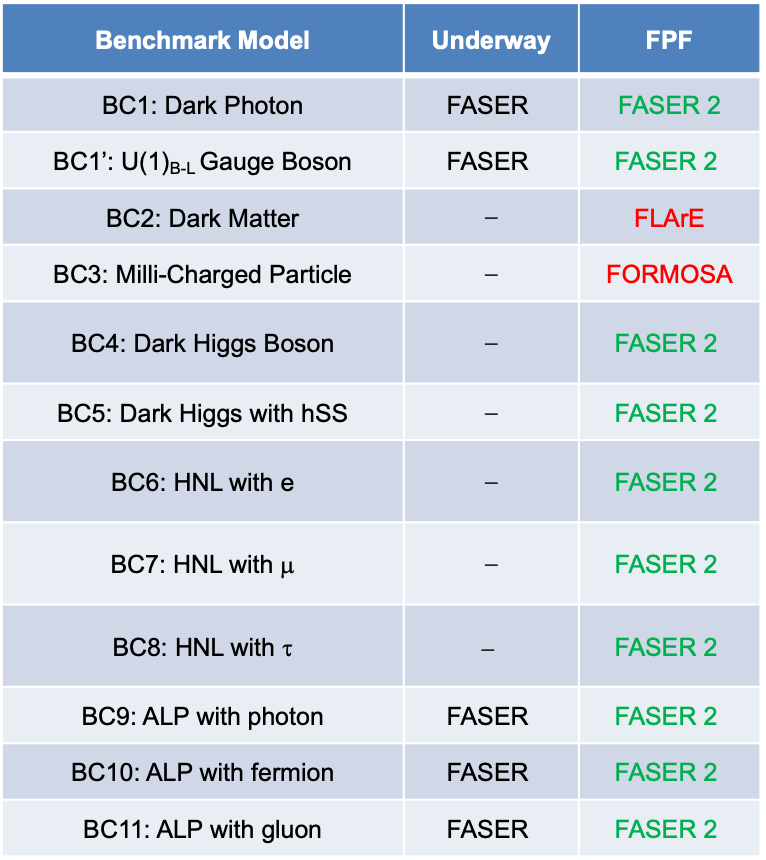 Benchmark Model Underway FPF
BC1: Dark Photon FASER FASER 2
BC1’: U(1)B-L Gauge Boson FASER FASER 2
BC2: Dark Matter – FLArE
BC3: Milli-Charged Particle – FORMOSA
BC4: Dark Higgs Boson – FASER 2
BC5: Dark Higgs with hSS – FASER 2
BC6: HNL with e – FASER 2
BC7: HNL with μ – FASER 2
BC8: HNL with τ – FASER 2
BC9: ALP with photon FASER FASER 2
BC10: ALP with fermion FASER FASER 2
BC11: ALP with gluon FASER FASER 2